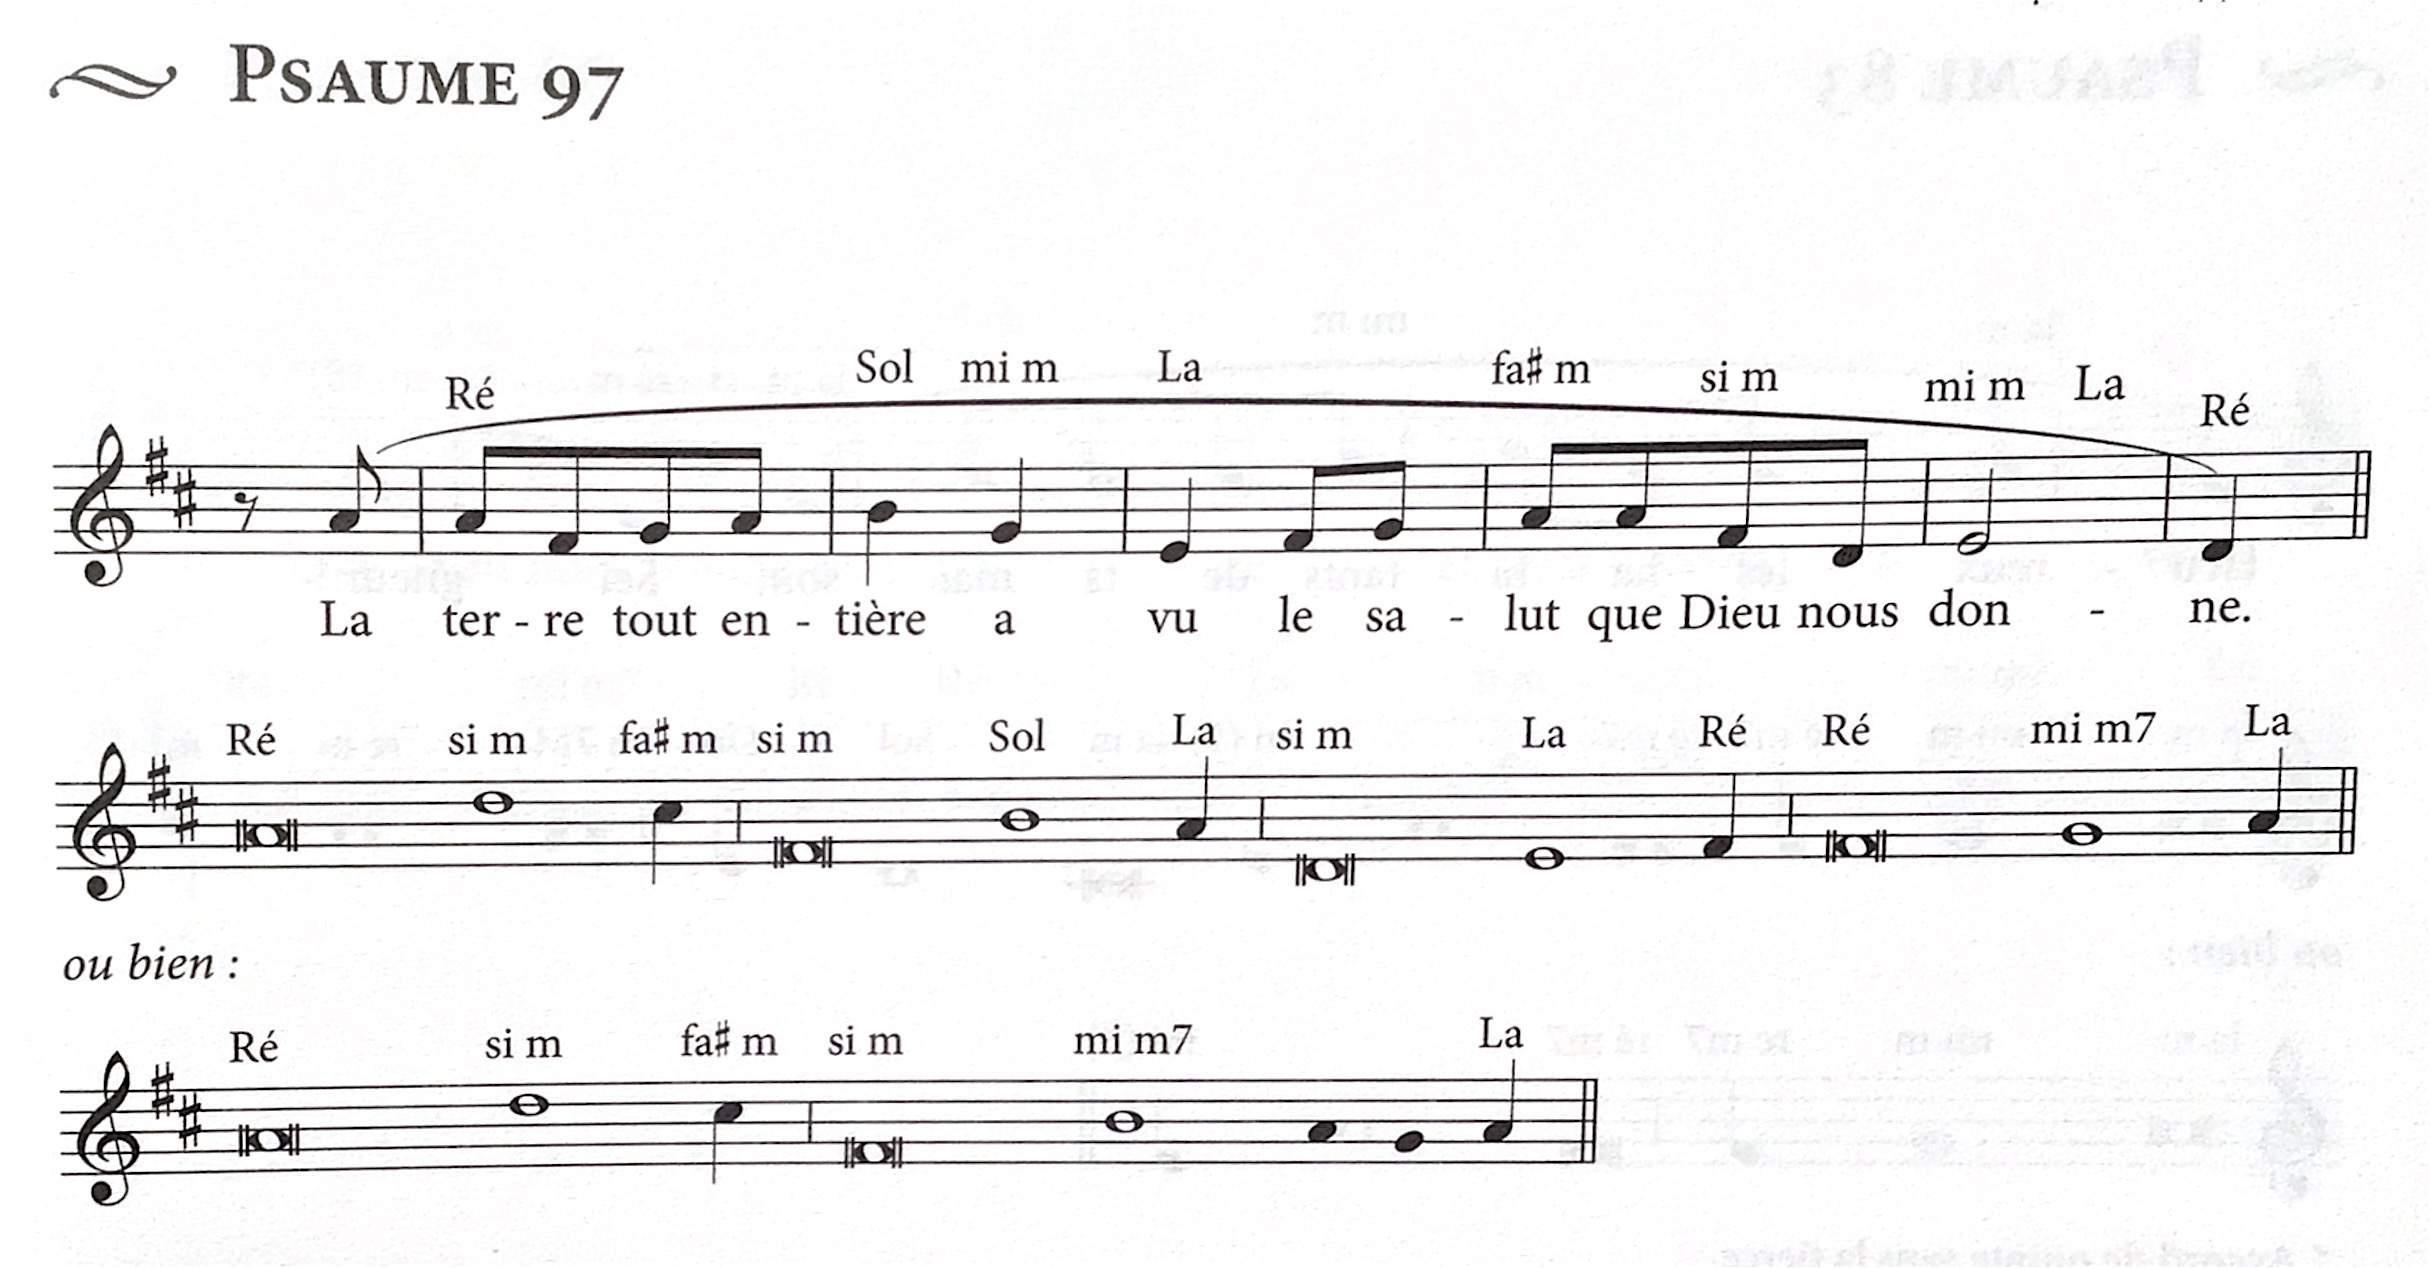 PSAUME 97
Ré Sol mi m La fa♯ m si m mi m La Ré
La ter - re tout en - tière a vu le sa - lut que Dieu nous don - ne.
Ré si m fa♯ m si m Sol La si m La Ré Ré mi m7 La
ou bien :
Ré si m fa♯ m si m mi m7 La